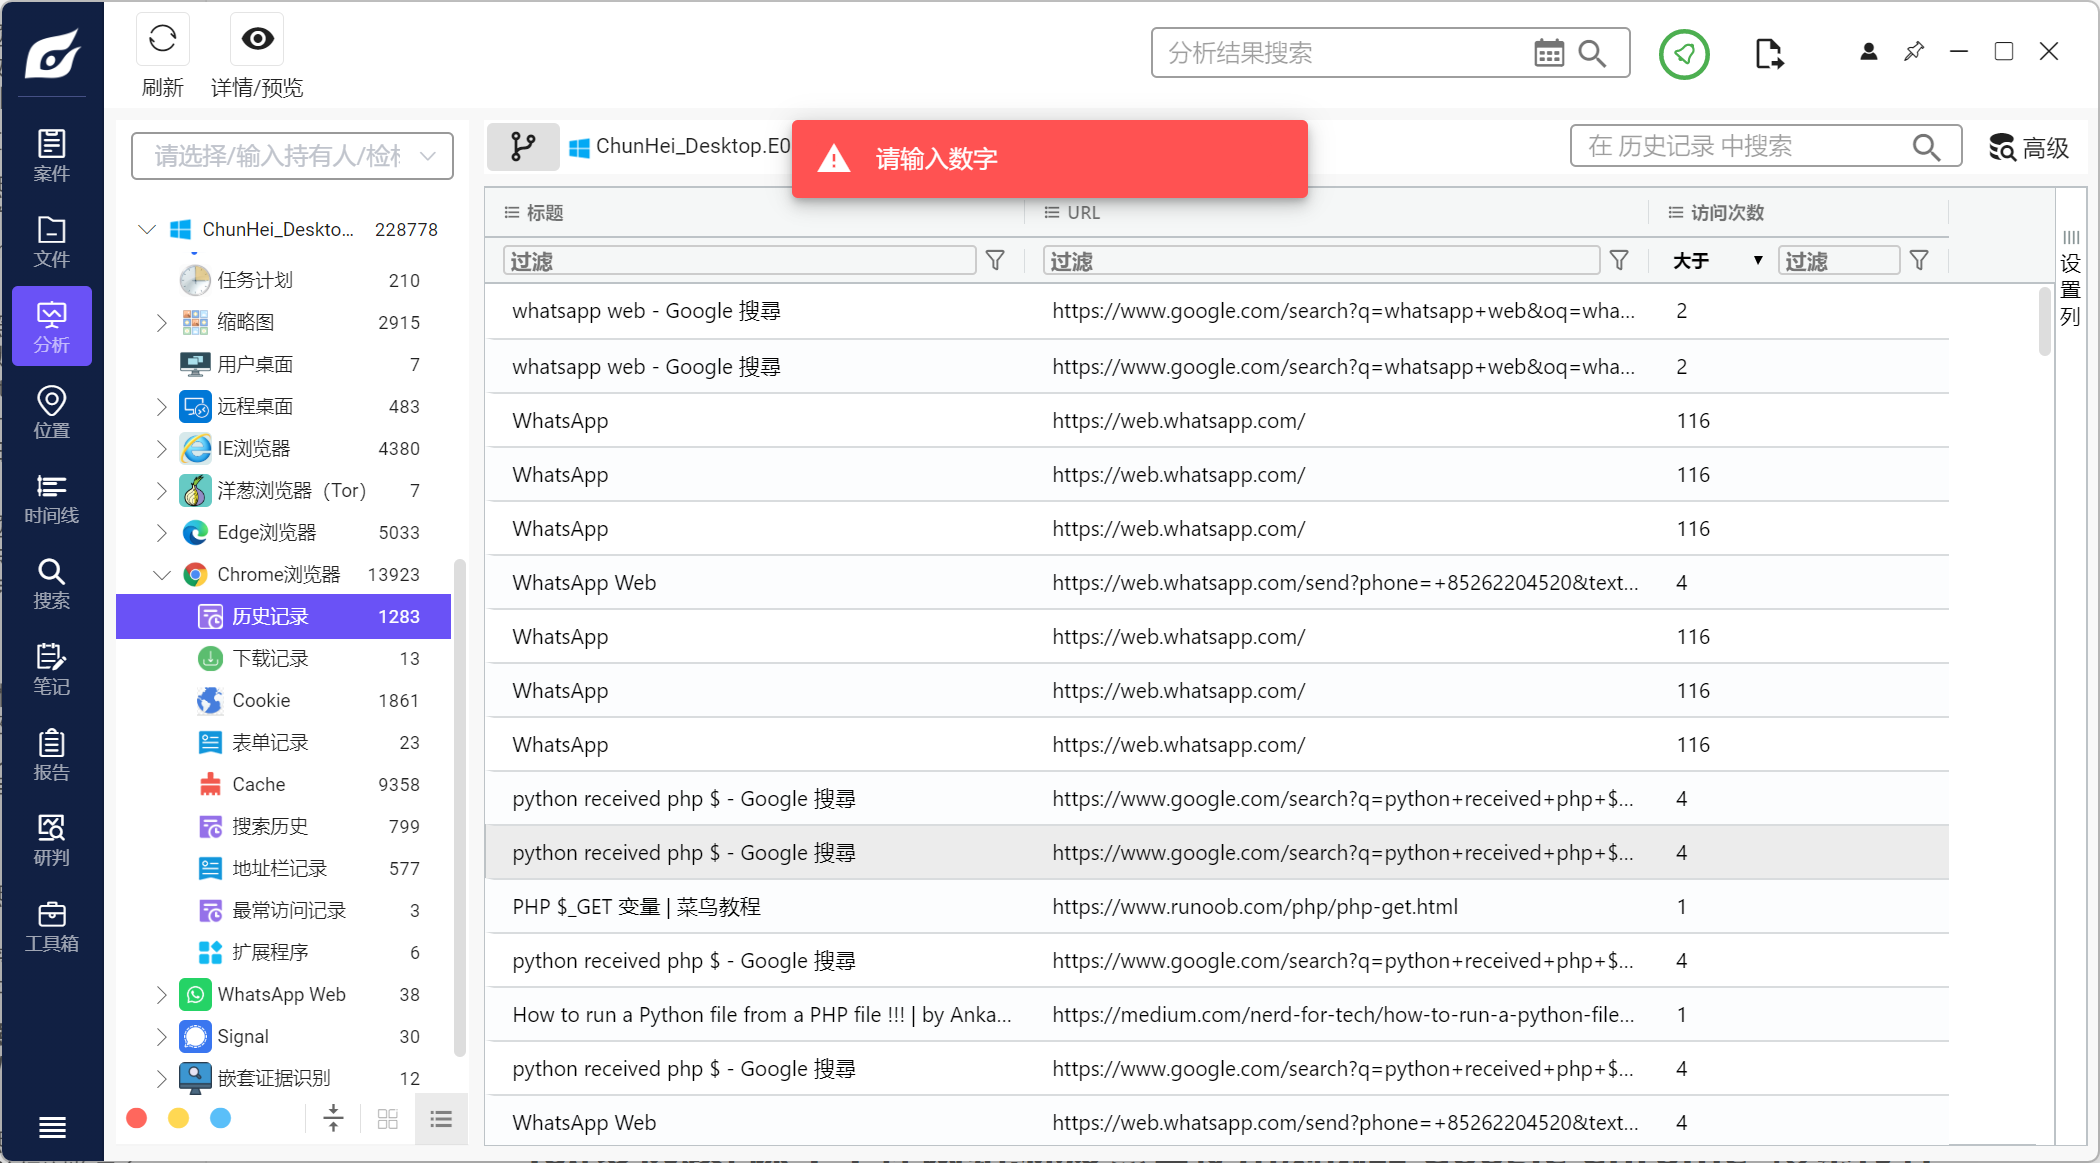 刷新
详情/预览
分析结果搜索
案件
文件
分析
位置
时间线
搜索
笔记
报告
研判
工具箱
请选择/输入持有人/检材
ChunHei_Deskto... 228778
任务计划 210
缩略图 2915
用户桌面 7
远程桌面 483
IE浏览器 4380
洋葱浏览器（Tor） 7
Edge浏览器 5033
Chrome浏览器 13923
历史记录 1283
下载记录 13
Cookie 1861
表单记录 23
Cache 9358
搜索历史 799
地址栏记录 577
最常访问记录 3
扩展程序 6
WhatsApp Web 38
Signal 30
嵌套证据识别 12
ChunHei_Desktop.E0
请输入数字
在 历史记录 中搜索
高级
标题 URL 访问次数
过滤 过滤 大于 过滤
设置列
whatsapp web - Google 搜尋 https://www.google.com/search?q=whatsapp+web&oq=wha... 2
whatsapp web - Google 搜尋 https://www.google.com/search?q=whatsapp+web&oq=wha... 2
WhatsApp https://web.whatsapp.com/ 116
WhatsApp https://web.whatsapp.com/ 116
WhatsApp https://web.whatsapp.com/ 116
WhatsApp Web https://web.whatsapp.com/send?phone=+85262204520&text... 4
WhatsApp https://web.whatsapp.com/ 116
WhatsApp https://web.whatsapp.com/ 116
WhatsApp https://web.whatsapp.com/ 116
python received php $ - Google 搜尋 https://www.google.com/search?q=python+received+php+$... 4
python received php $ - Google 搜尋 https://www.google.com/search?q=python+received+php+$... 4
PHP $_GET 变量 | 菜鸟教程 https://www.runoob.com/php/php-get.html 1
python received php $ - Google 搜尋 https://www.google.com/search?q=python+received+php+$... 4
How to run a Python file from a PHP file !!! | by Anka... https://medium.com/nerd-for-tech/how-to-run-a-python-file... 1
python received php $ - Google 搜尋 https://www.google.com/search?q=python+received+php+$... 4
WhatsApp Web https://web.whatsapp.com/send?phone=+85262204520&text... 4